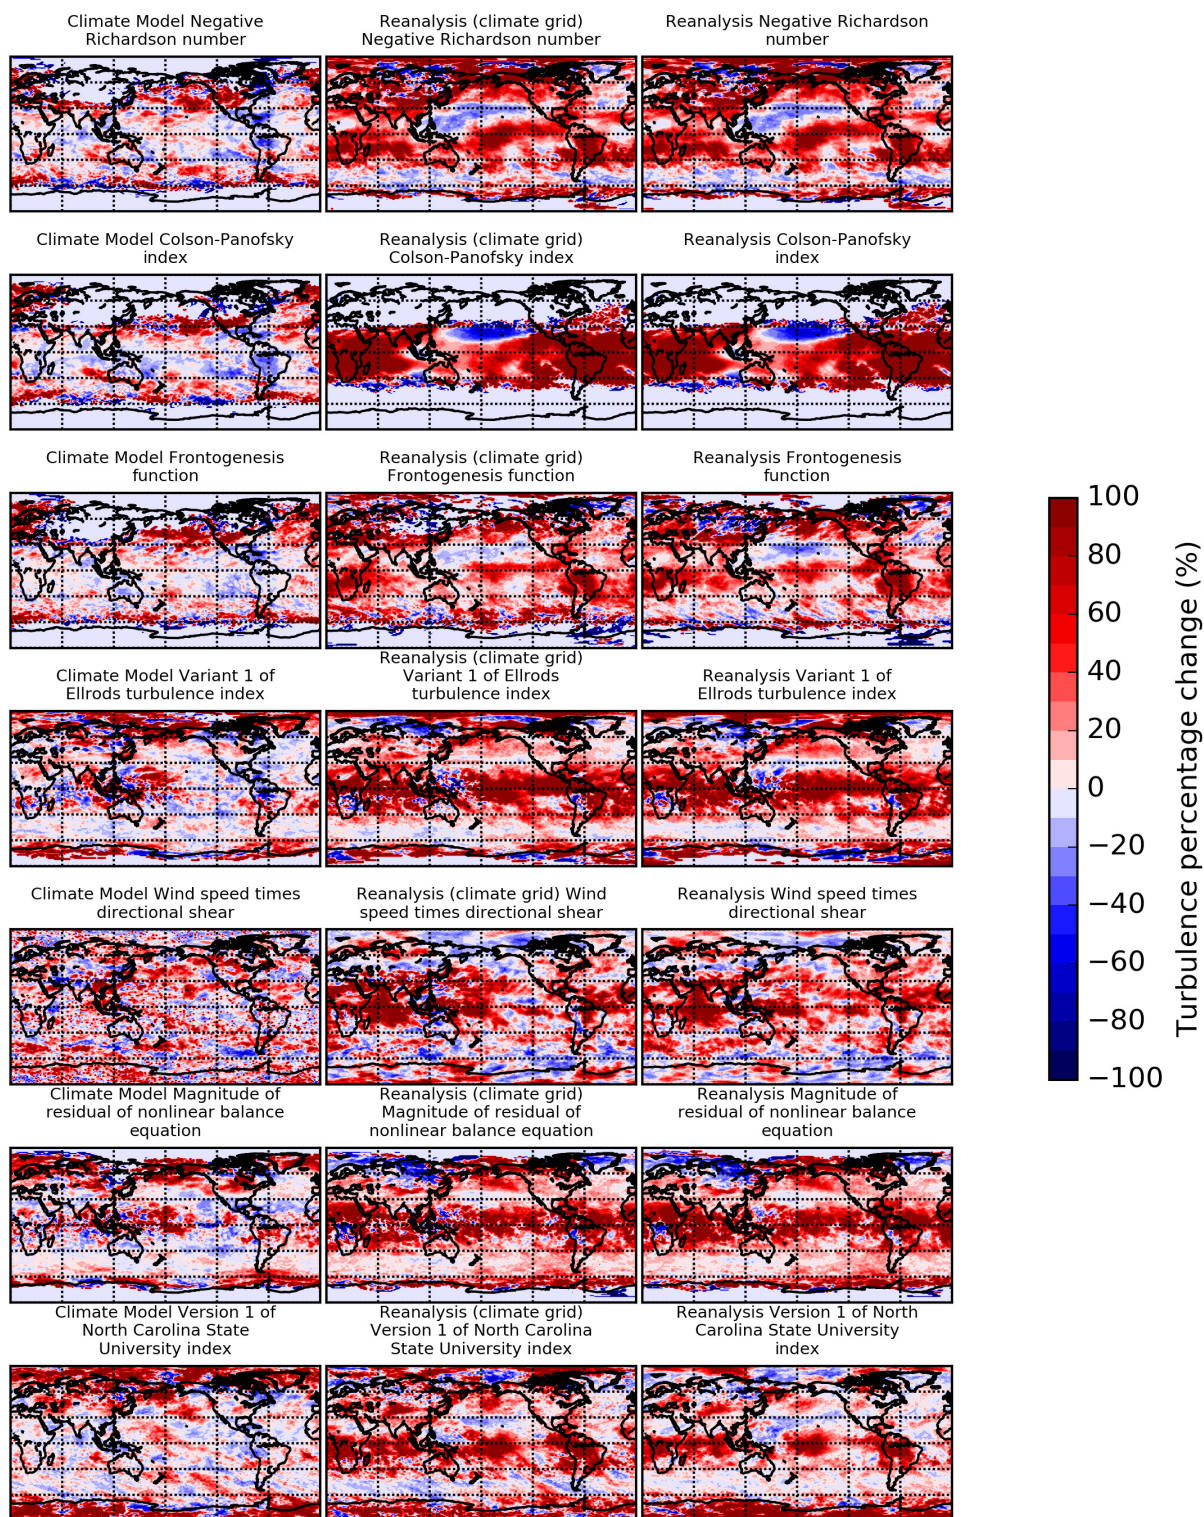 Climate Model Negative
Richardson number
Reanalysis (climate grid)
Negative Richardson number
Reanalysis Negative Richardson
number
Climate Model Colson-Panofsky
index
Reanalysis (climate grid)
Colson-Panofsky index
Reanalysis Colson-Panofsky
index
Climate Model Frontogenesis
function
Reanalysis (climate grid)
Frontogenesis function
Reanalysis Frontogenesis
function
Climate Model Variant 1 of
Ellrods turbulence index
Reanalysis (climate grid)
Variant 1 of Ellrods
turbulence index
Reanalysis Variant 1 of
Ellrods turbulence index
Climate Model Wind speed times
directional shear
Reanalysis (climate grid) Wind
speed times directional shear
Reanalysis Wind speed times
directional shear
Climate Model Magnitude of
residual of nonlinear balance
equation
Reanalysis (climate grid)
Magnitude of residual of
nonlinear balance equation
Reanalysis Magnitude of
residual of nonlinear balance
equation
Climate Model Version 1 of
North Carolina State
University index
Reanalysis (climate grid)
Version 1 of North Carolina
State University index
Reanalysis Version 1 of North
Carolina State University
index
100
80
60
40
20
0
−20
−40
−60
−80
−100
Turbulence percentage change (%)